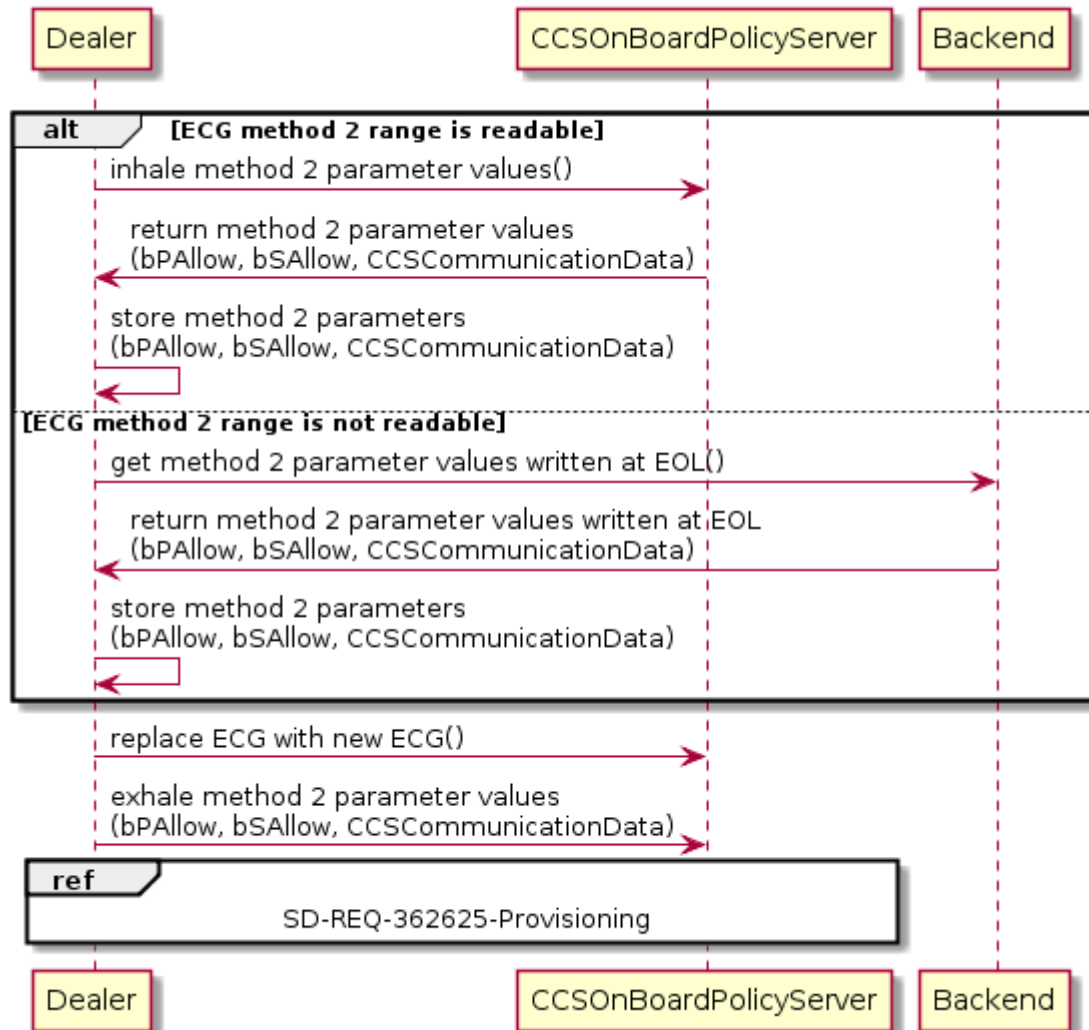 Dealer
CCSOnBoardPolicyServer
Backend
alt
[ECG method 2 range is readable]
inhale method 2 parameter values()
return method 2 parameter values
(bPAllow, bSAllow, CCSCommunicationData)
store method 2 parameters
(bPAllow, bSAllow, CCSCommunicationData)
[ECG method 2 range is not readable]
get method 2 parameter values written at EOL()
return method 2 parameter values written at EOL
(bPAllow, bSAllow, CCSCommunicationData)
store method 2 parameters
(bPAllow, bSAllow, CCSCommunicationData)
replace ECG with new ECG()
exhale method 2 parameter values
(bPAllow, bSAllow, CCSCommunicationData)
ref
SD-REQ-362625-Provisioning
Dealer
CCSOnBoardPolicyServer
Backend